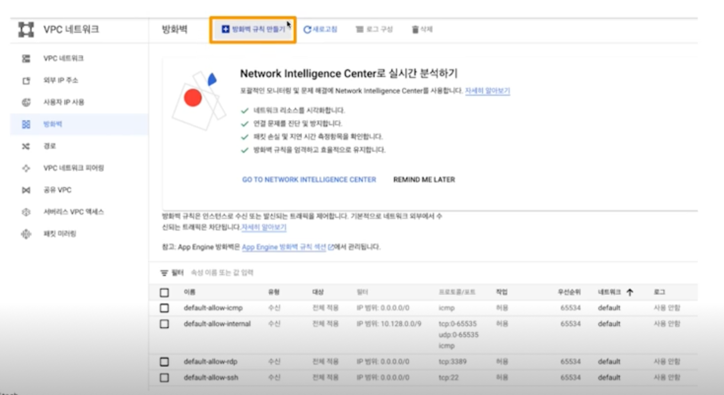 VPC 네트워크
방화벽
방화벽 규칙 만들기
새로고침
로그 구성
삭제
VPC 네트워크
외부 IP 주소
사용자 IP 사용
방화벽
경로
VPC 네트워크 피어링
공유 VPC
서버리스 VPC 액세스
패킷 미러링
Network Intelligence Center로 실시간 분석하기
포괄적인 모니터링 및 문제 해결에 Network Intelligence Center를 사용합니다. 자세히 알아보기
네트워크 리소스를 시각화합니다.
연결 문제를 진단 및 방지합니다.
패킷 손실 및 지연 시간 측정항목을 확인합니다.
방화벽 규칙을 엄격하고 효율적으로 유지합니다.
GO TO NETWORK INTELLIGENCE CENTER REMIND ME LATER
방화벽 규칙은 인스턴스로 수신 또는 발신되는 트래픽을 제어합니다. 기본적으로 네트워크 외부에서 수
신되는 트래픽은 차단됩니다.자세히 알아보기
참고: App Engine 방화벽은 App Engine 방화벽 규칙 섹션 에서 관리됩니다.
필터 속성 이름 또는 값 입력
이름 유형 대상 필터 프로토콜/포트 작업 우선순위 네트워크 로그
default-allow-icmp 수신 전체 적용 IP 범위: 0.0.0.0/0 icmp 허용 65534 default 사용 안함
default-allow-internal 수신 전체 적용 IP 범위: 10.128.0.0/9 tcp:0-65535 허용 65534 default 사용 안함
udp:0-65535
icmp
default-allow-rdp 수신 전체 적용 IP 범위: 0.0.0.0/0 tcp:3389 허용 65534 default 사용 안함
default-allow-ssh 수신 전체 적용 IP 범위: 0.0.0.0/0 tcp:22 허용 65534 default 사용 안함